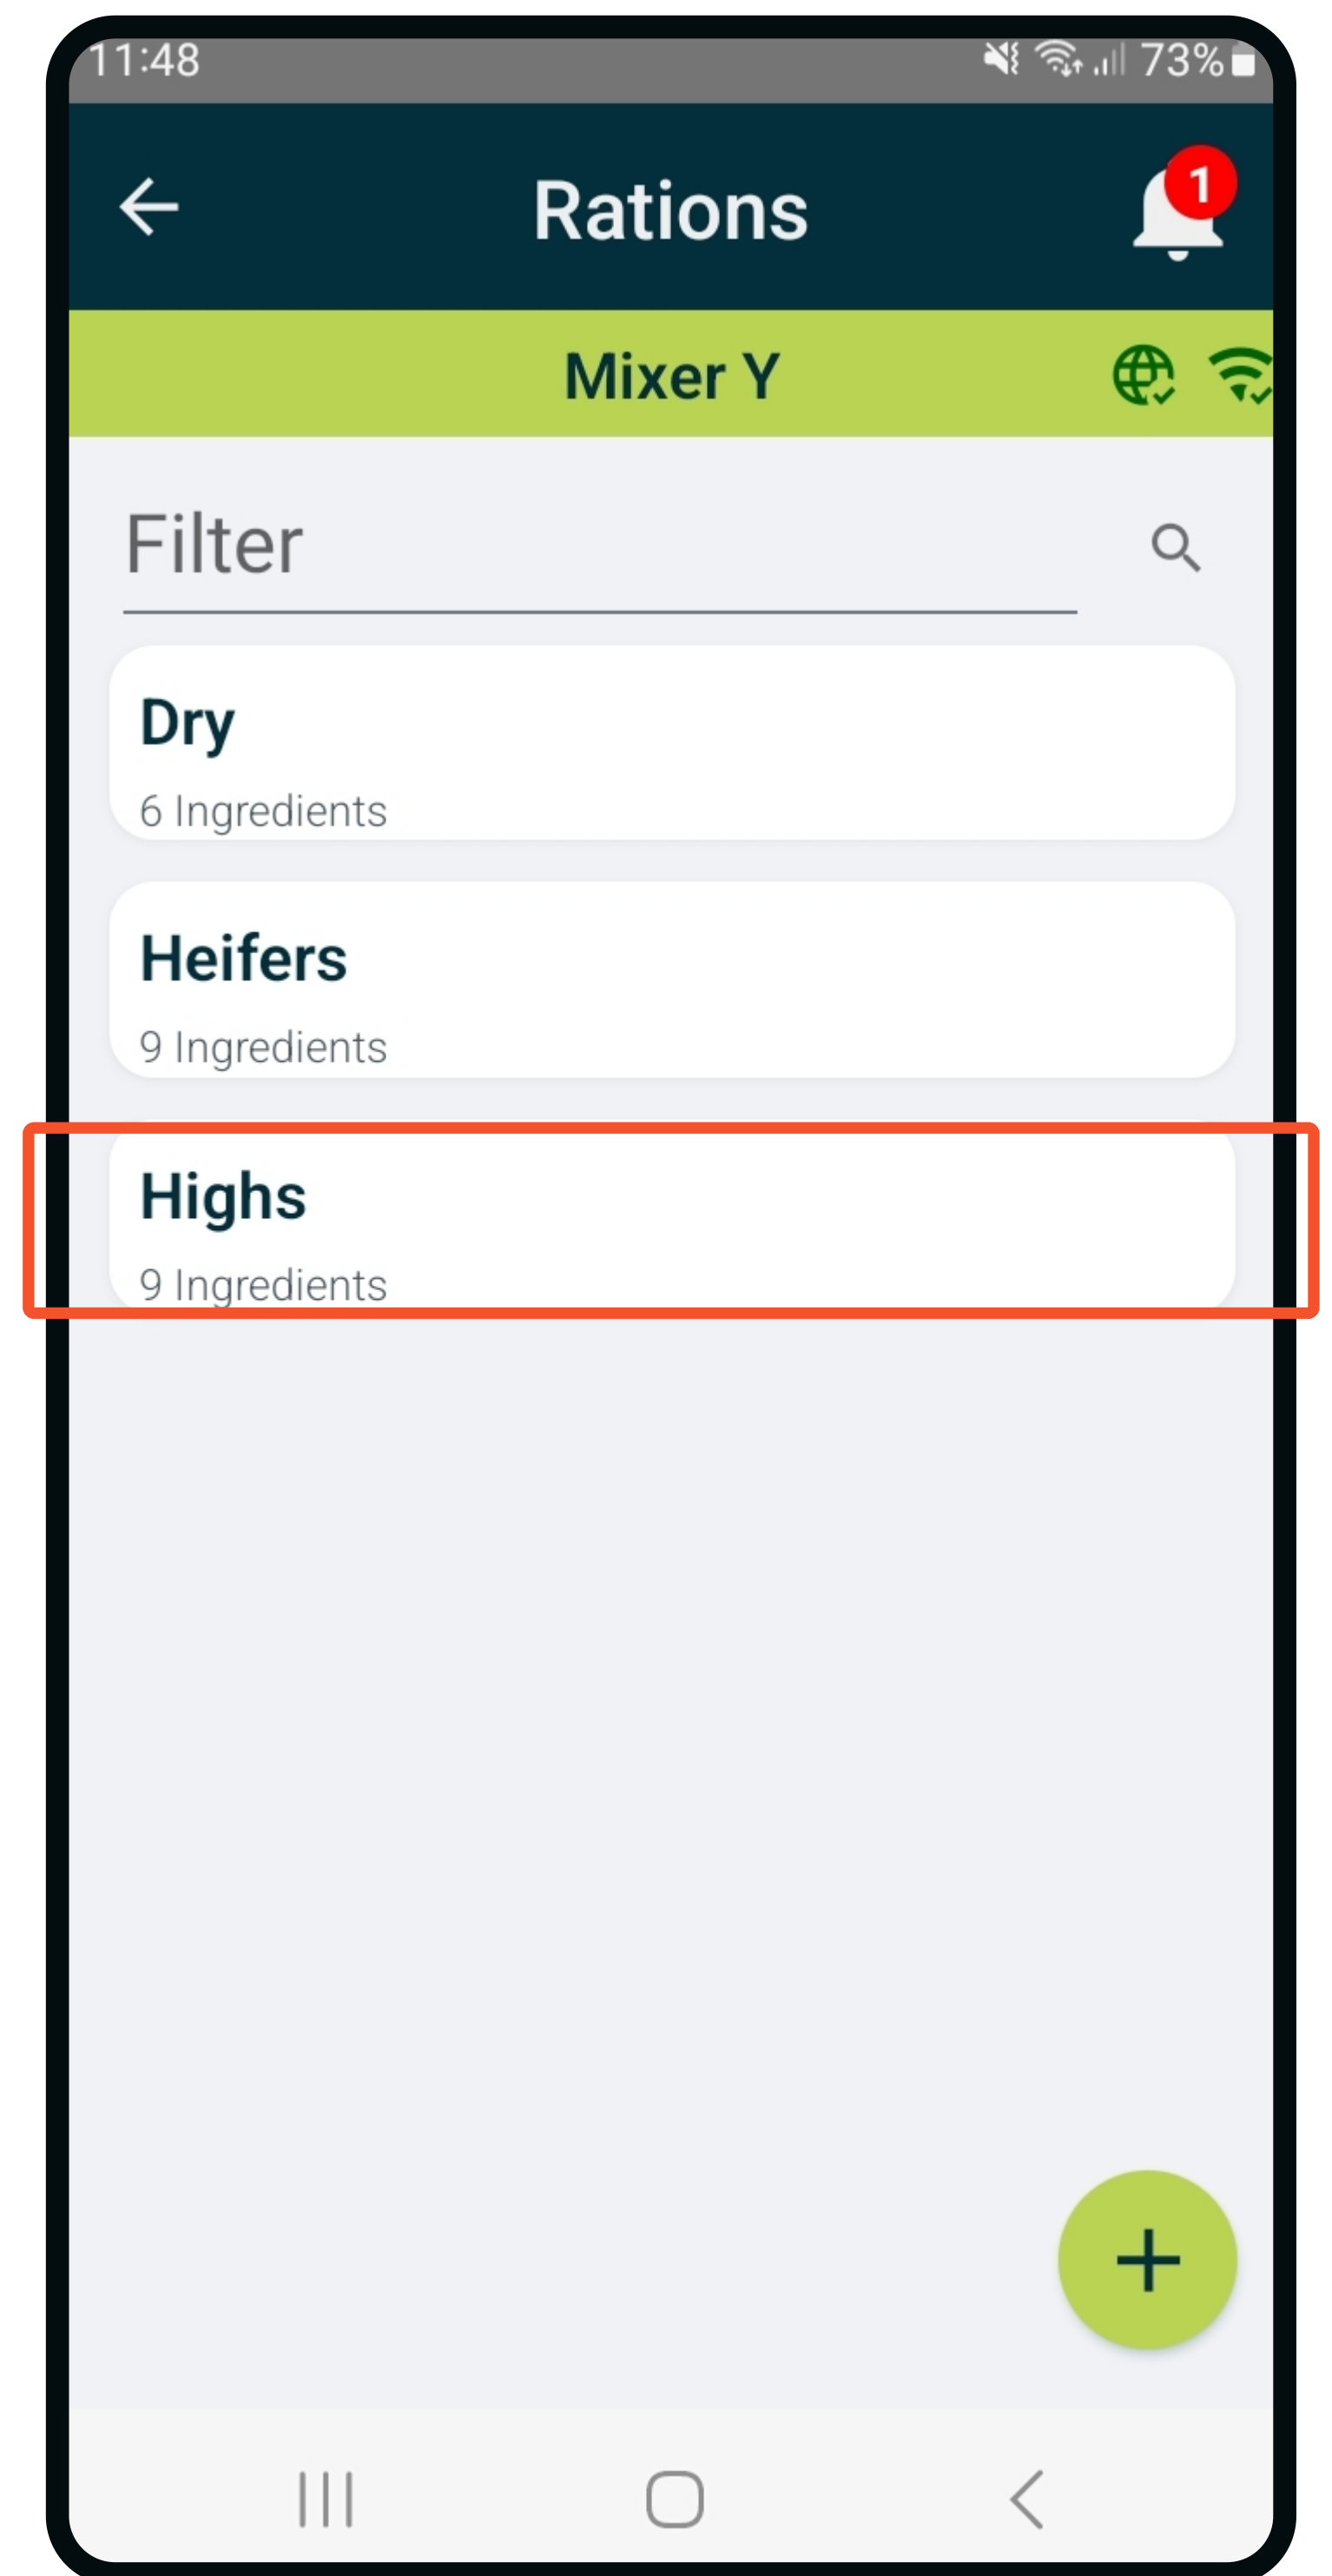 11:48 73%
Rations 1
Mixer Y
Filter
Dry
6 Ingredients
Heifers
9 Ingredients
Highs
9 Ingredients
+